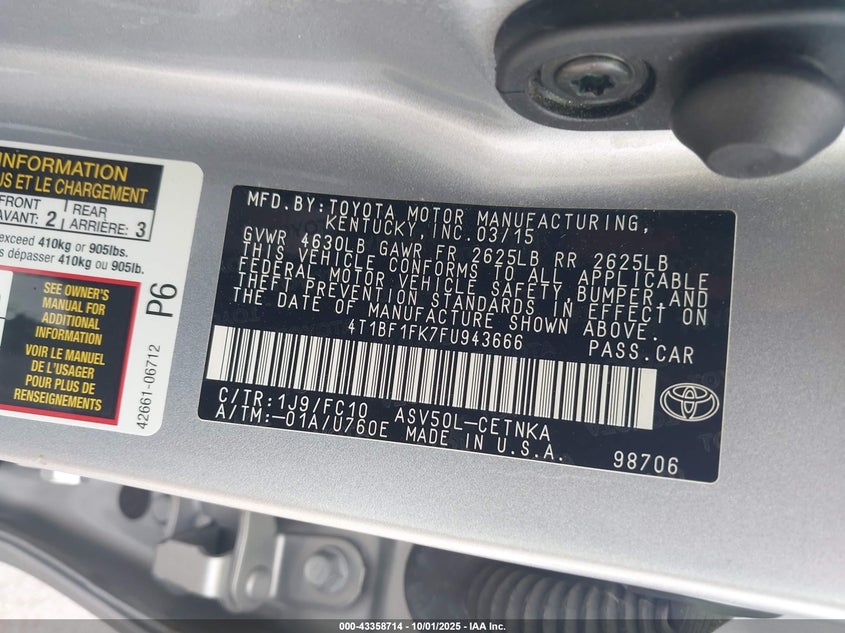 INFORMATION
US ET LE CHARGEMENT
FRONT
AVANT: 2
REAR
ARRIÈRE: 3
exceed 410kg or 905lbs.
s dépasser 410kg ou 905lb.
SEE OWNER'S
MANUAL FOR
ADDITIONAL
INFORMATION
VOIR LE MANUEL
DE L'USAGER
POUR PLUS DE
RENSEIGNEMENTS
P6
42661-06712
MFD.BY:TOYOTA MOTOR MANUFACTURING,
KENTUCKY, INC.03/15
GVWR 4630LB GAWR FR 2625LB RR 2625LB
THIS VEHICLE CONFORMS TO ALL APPLICABLE
FEDERAL MOTOR VEHICLE SAFETY,BUMPER,AND
THEFT PREVENTION STANDARDS IN EFFECT ON
THE DATE OF MANUFACTURE SHOWN ABOVE.
4T1BF1FK7FU943666 PASS.CAR
C/TR:1J9/FC10 ASV50L-CETNKA
A/TM:-01A/U760E MADE IN U.S.A.
98706
000-43358714 - 10/01/2025 - IAA Inc.